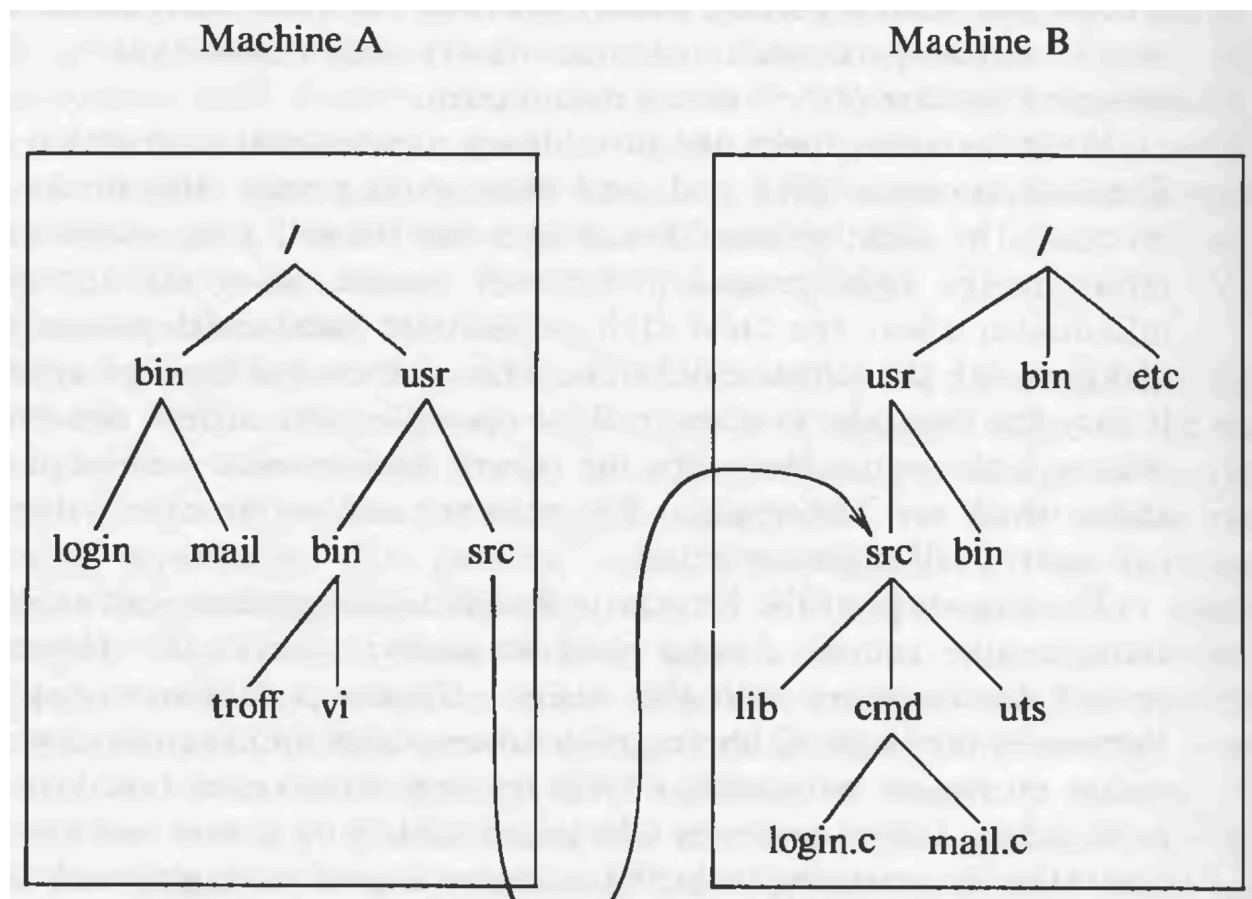 Machine A
Machine B
/
bin usr
login mail bin src
troff vi
/
usr bin etc
src bin
lib cmd uts
login.c mail.c